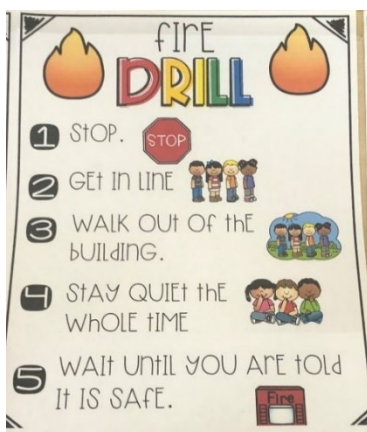 fire
DRILL
1 Stop. STOP
2 Get in line
3 Walk out of the
building.
4 Stay quiet the
whole time
5 Wait until you are told
it is safe.
Fire